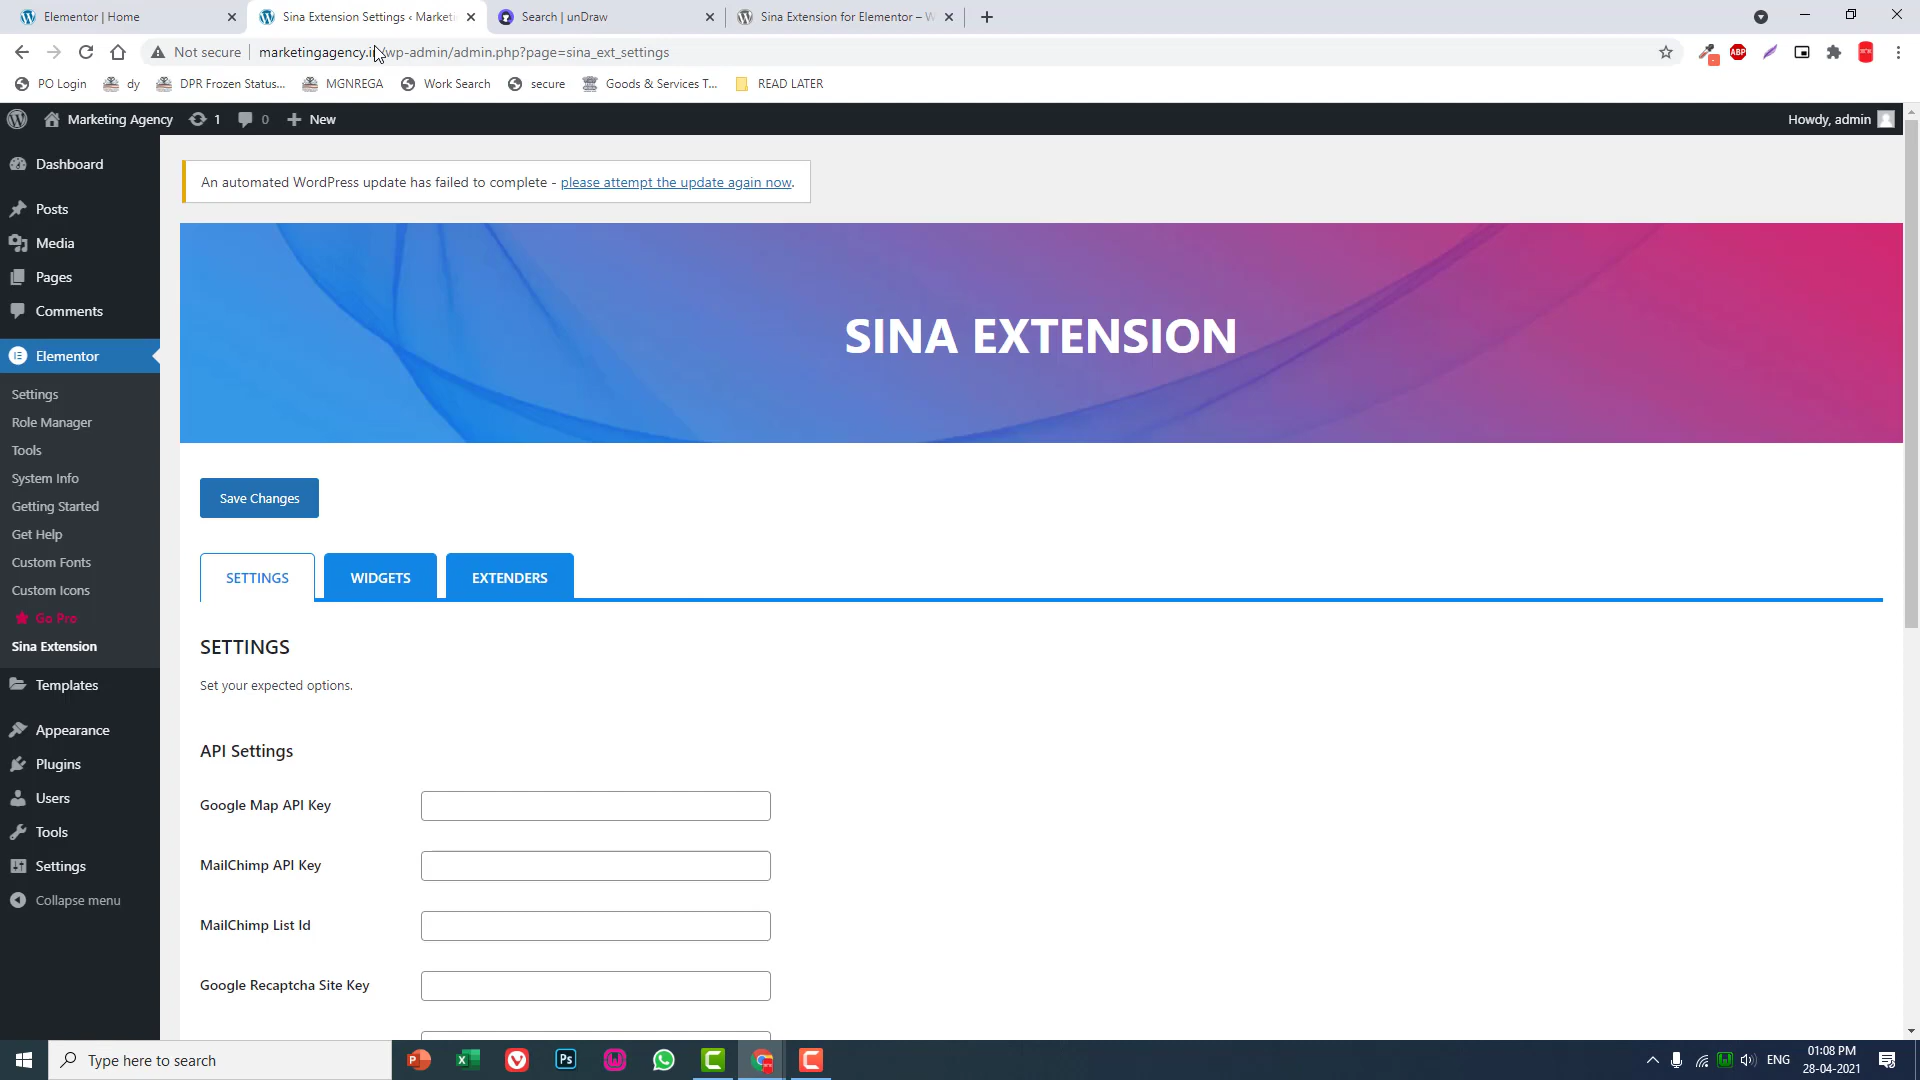 Elementor | Home
Sina Extension Settings ‹ Marketi
Search | unDraw
Sina Extension for Elementor – W
Not secure
marketingagency.in/wp-admin/admin.php?page=sina_ext_settings
PO Login
dy
DPR Frozen Status...
MGNREGA
Work Search
secure
Goods & Services T...
READ LATER
Marketing Agency
1
0
New
Howdy, admin
Dashboard
Posts
Media
Pages
Comments
Elementor
Settings
Role Manager
Tools
System Info
Getting Started
Get Help
Custom Fonts
Custom Icons
Go Pro
Sina Extension
Templates
Appearance
Plugins
Users
Tools
Settings
Collapse menu
An automated WordPress update has failed to complete - please attempt the update again now.
SINA EXTENSION
Save Changes
SETTINGS
WIDGETS
EXTENDERS
SETTINGS
Set your expected options.
API Settings
Google Map API Key
MailChimp API Key
MailChimp List Id
Google Recaptcha Site Key
Type here to search
Ps
ENG
01:08 PM
28-04-2021